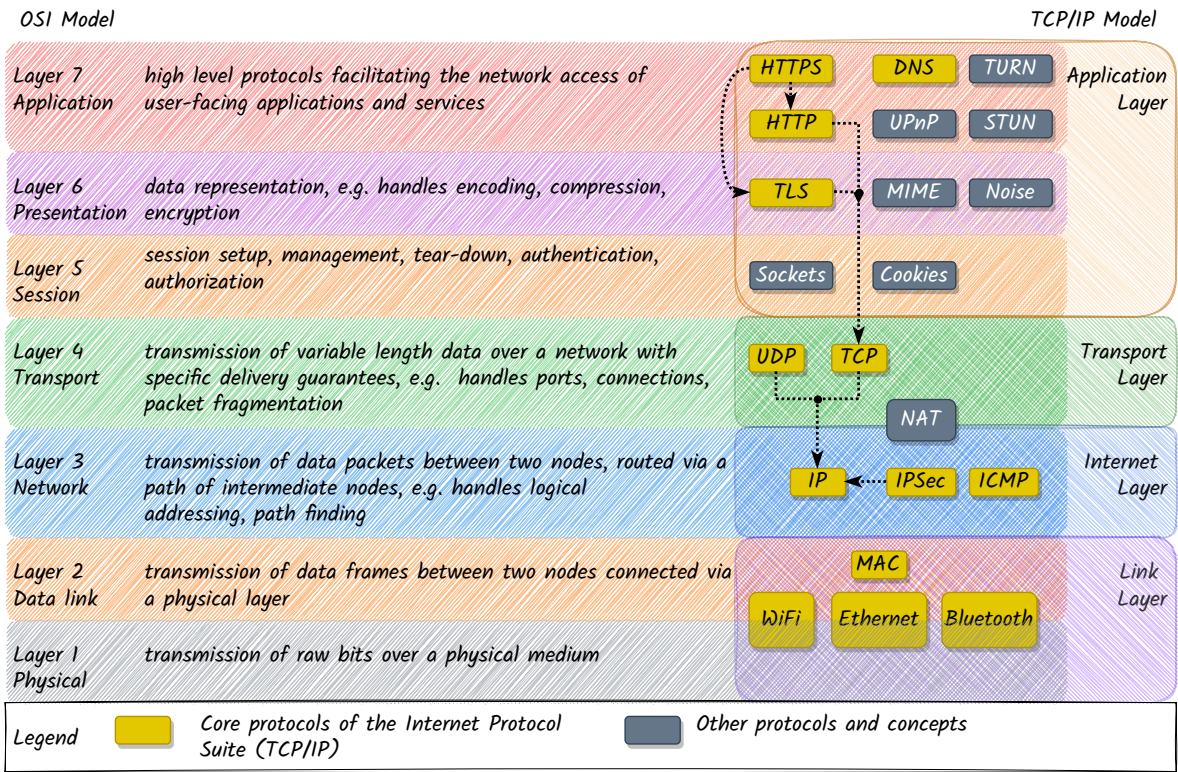 OSI Model
TCP/IP Model
Layer 7
Application
high level protocols facilitating the network access of
user-facing applications and services
HTTPS
DNS
TURN
HTTP
UPnP
STUN
Application
Layer
Layer 6
Presentation
data representation, e.g. handles encoding, compression,
encryption
TLS
MIME
Noise
Layer 5
Session
session setup, management, tear-down, authentication,
authorization
Sockets
Cookies
Layer 4
Transport
transmission of variable length data over a network with
specific delivery guarantees, e.g. handles ports, connections,
packet fragmentation
UDP
TCP
NAT
Transport
Layer
Layer 3
Network
transmission of data packets between two nodes, routed via a
path of intermediate nodes, e.g. handles logical
addressing, path finding
IP
IPSec
ICMP
Internet
Layer
Layer 2
Data link
transmission of data frames between two nodes connected via
a physical layer
MAC
WiFi
Ethernet
Bluetooth
Link
Layer
Layer 1
Physical
transmission of raw bits over a physical medium
Legend
Core protocols of the Internet Protocol
Suite (TCP/IP)
Other protocols and concepts